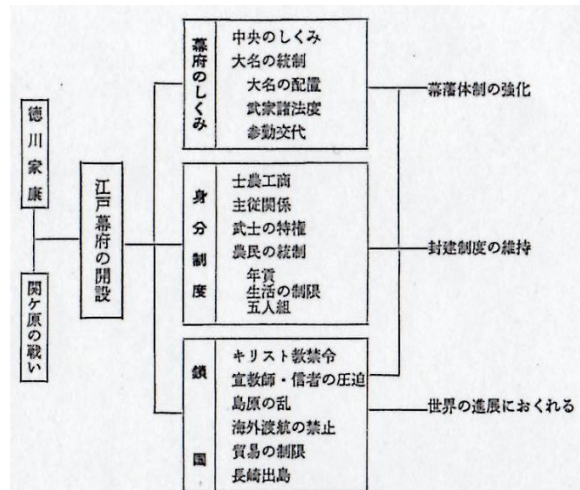 徳川家康
関ケ原の戦い
江戸幕府の開設
幕府のしくみ
中央のしくみ
大名の統制
大名の配置
武家諸法度
参勤交代
身分制度
士農工商
主従関係
武士の特権
農民の統制
年貢
生活の制限
五人組
鎖国
キリスト教禁令
宣教師・信者の圧迫
島原の乱
海外渡航の禁止
貿易の制限
長崎出島
幕藩体制の強化
封建制度の維持
世界の進展におくれる